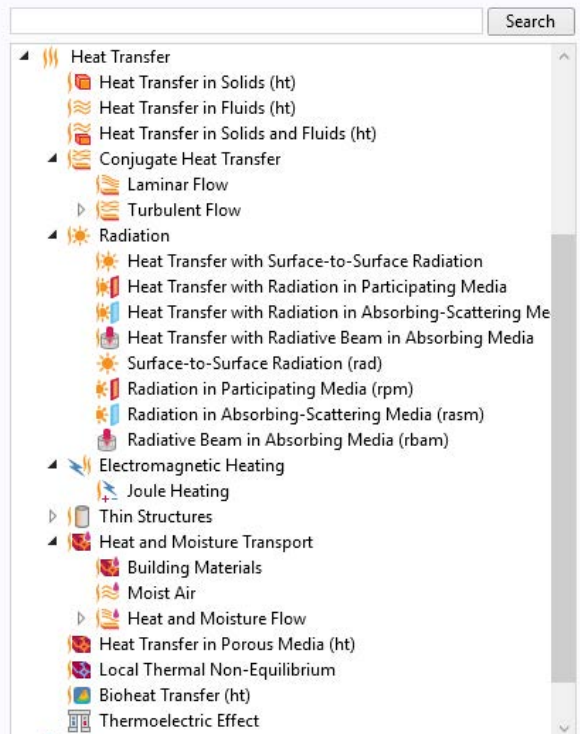 Search
Heat Transfer
Heat Transfer in Solids (ht)
Heat Transfer in Fluids (ht)
Heat Transfer in Solids and Fluids (ht)
Conjugate Heat Transfer
Laminar Flow
Turbulent Flow
Radiation
Heat Transfer with Surface-to-Surface Radiation
Heat Transfer with Radiation in Participating Media
Heat Transfer with Radiation in Absorbing-Scattering Me
Heat Transfer with Radiative Beam in Absorbing Media
Surface-to-Surface Radiation (rad)
Radiation in Participating Media (rpm)
Radiation in Absorbing-Scattering Media (rasm)
Radiative Beam in Absorbing Media (rbam)
Electromagnetic Heating
Joule Heating
Thin Structures
Heat and Moisture Transport
Building Materials
Moist Air
Heat and Moisture Flow
Heat Transfer in Porous Media (ht)
Local Thermal Non-Equilibrium
Bioheat Transfer (ht)
Thermoelectric Effect